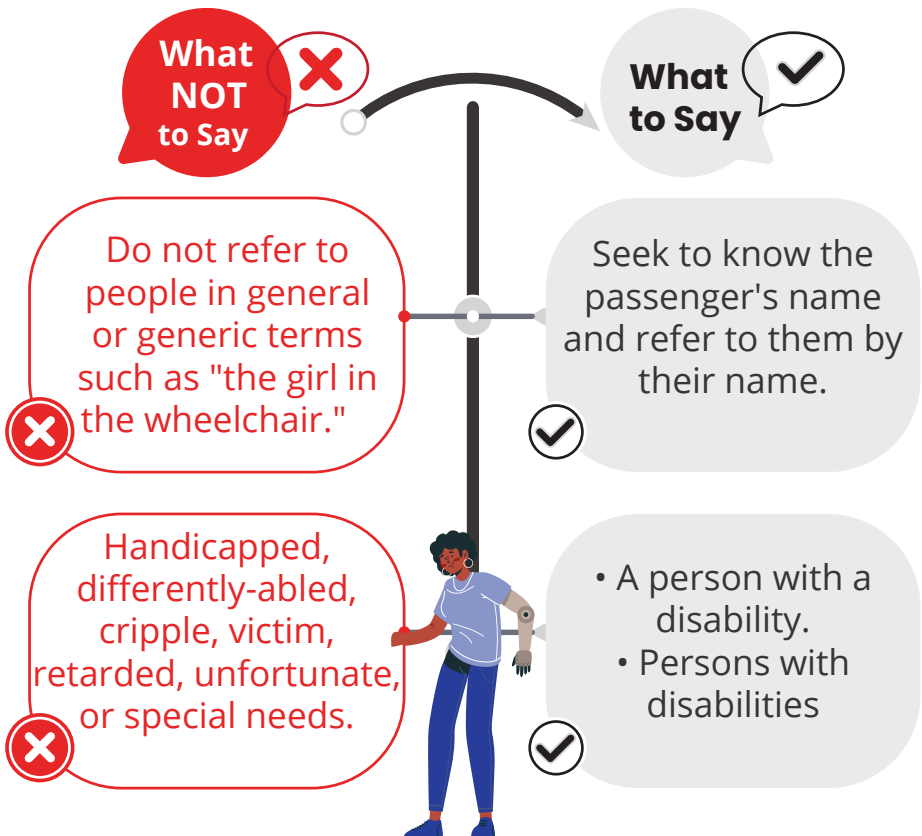 What
NOT
to Say
What
to Say
Do not refer to
people in general
or generic terms
such as "the girl in
the wheelchair."
Seek to know the
passenger's name
and refer to them by
their name.
Handicapped,
differently-abled,
cripple, victim,
retarded, unfortunate,
or special needs.
• A person with a
disability.
• Persons with
disabilities